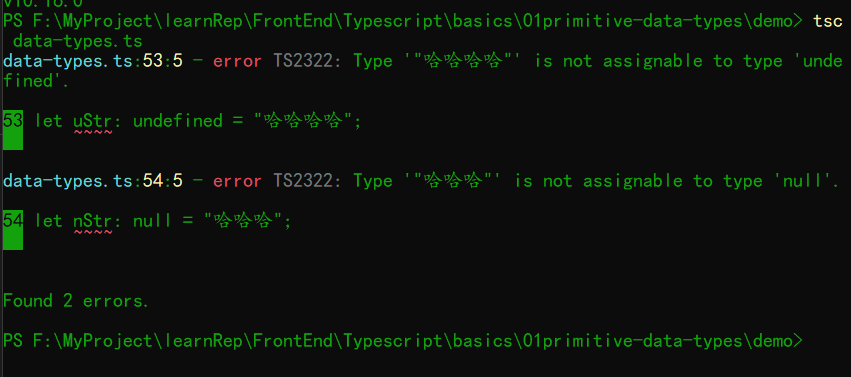 v10.16.0
PS F:\MyProject\learnRep\FrontEnd\Typescript\basics\01primitive-data-types\demo> tsc
data-types.ts
data-types.ts:53:5 - error TS2322: Type '"哈哈哈哈"' is not assignable to type 'unde
fined'.
53 let uStr: undefined = "哈哈哈哈";
~~~~
data-types.ts:54:5 - error TS2322: Type '"哈哈哈"' is not assignable to type 'null'.
54 let nStr: null = "哈哈哈";
~~~~
Found 2 errors.
PS F:\MyProject\learnRep\FrontEnd\Typescript\basics\01primitive-data-types\demo>